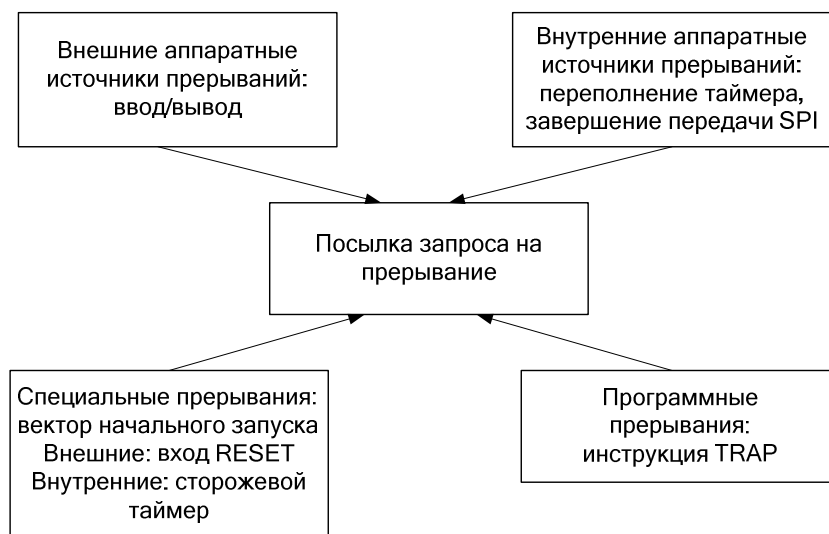 Внешние аппаратные
источники прерываний:
ввод/вывод
Внутренние аппаратные
источники прерываний:
переполнение таймера,
завершение передачи SPI
Посылка запроса на
прерывание
Специальные прерывания:
вектор начального запуска
Внешние: вход RESET
Внутренние: сторожевой
таймер
Программные
прерывания:
инструкция TRAP